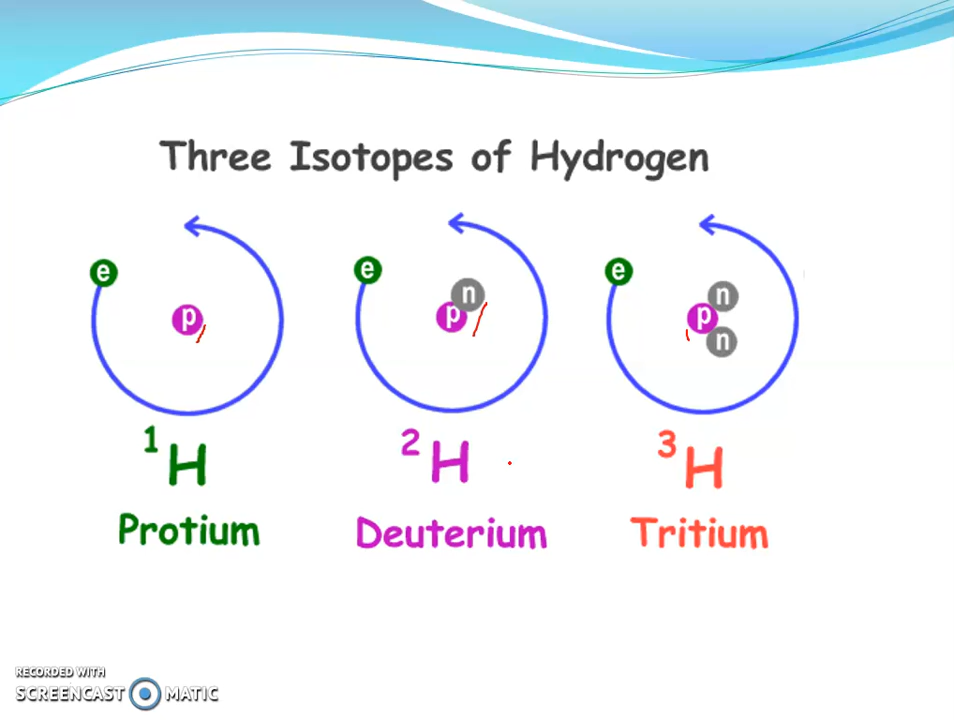 Three Isotopes of Hydrogen
e e e
n n
p p p
n
1H 2H 3H
Protium Deuterium Tritium
RECORDED WITH
SCREENCAST MATIC